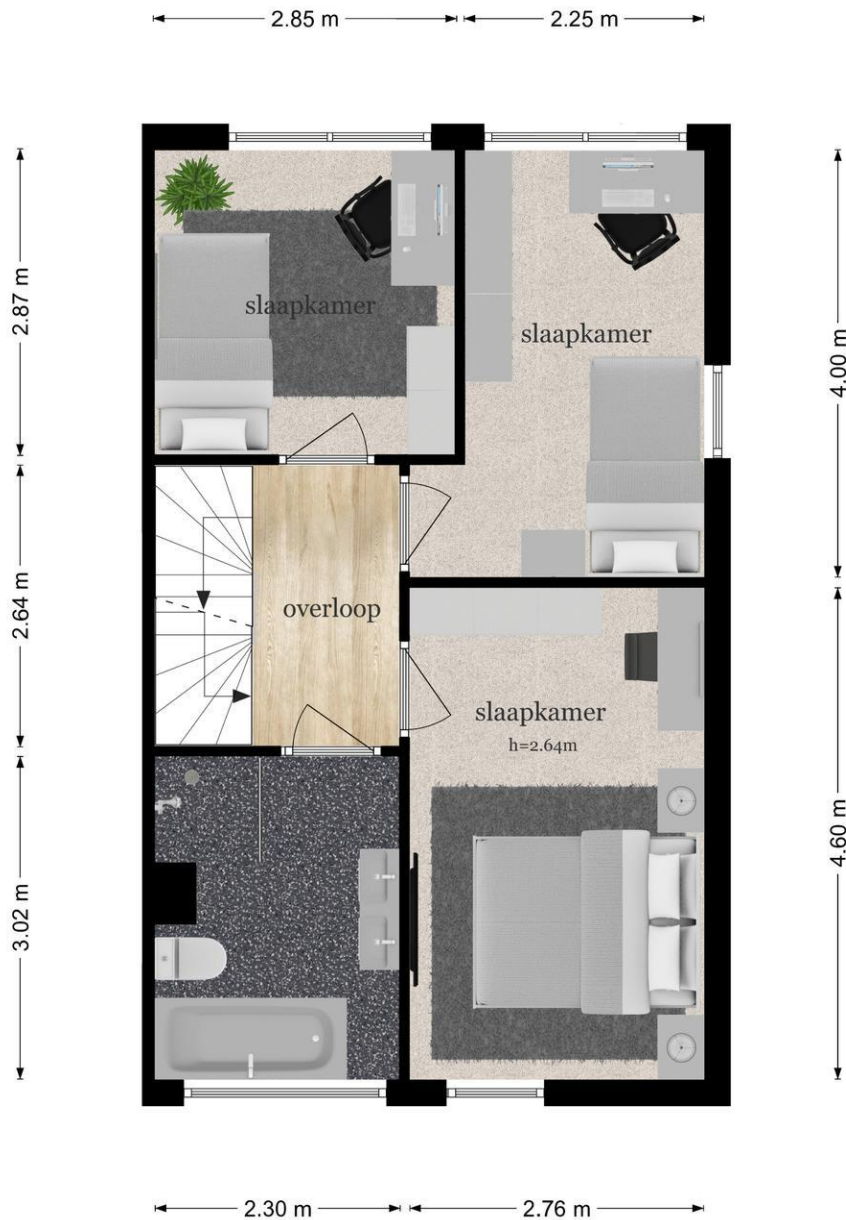 2.85 m
2.25 m
2.87 m
slaapkamer
slaapkamer
4.00 m
2.64 m
overloop
slaapkamer
h=2.64m
3.02 m
4.60 m
2.30 m
2.76 m